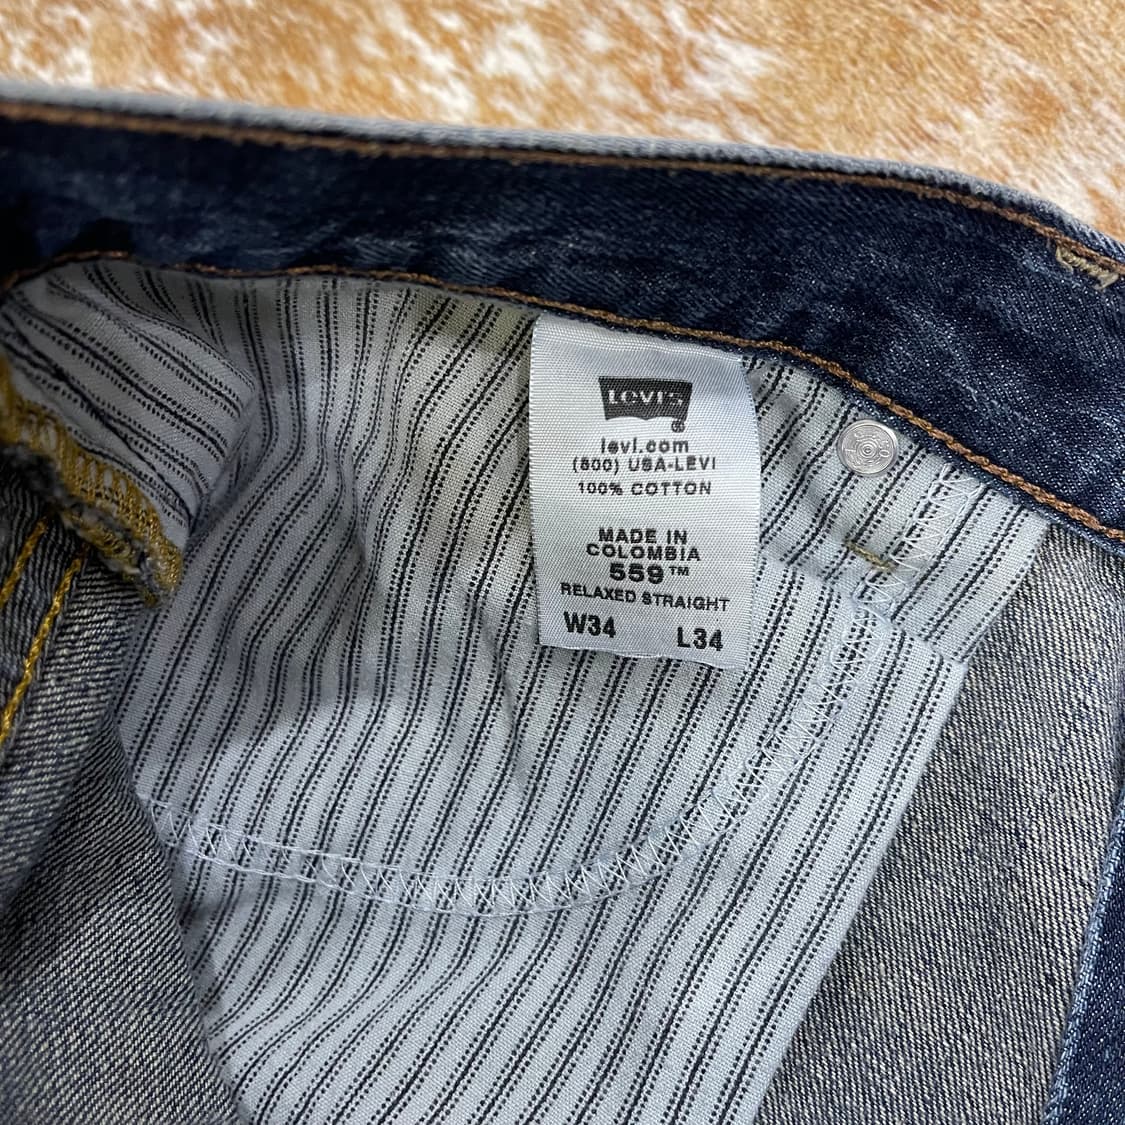 Levi's
®
levi.com
(800) USA-LEVI
100% COTTON
MADE IN
COLOMBIA
559™
RELAXED STRAIGHT
W34 L34